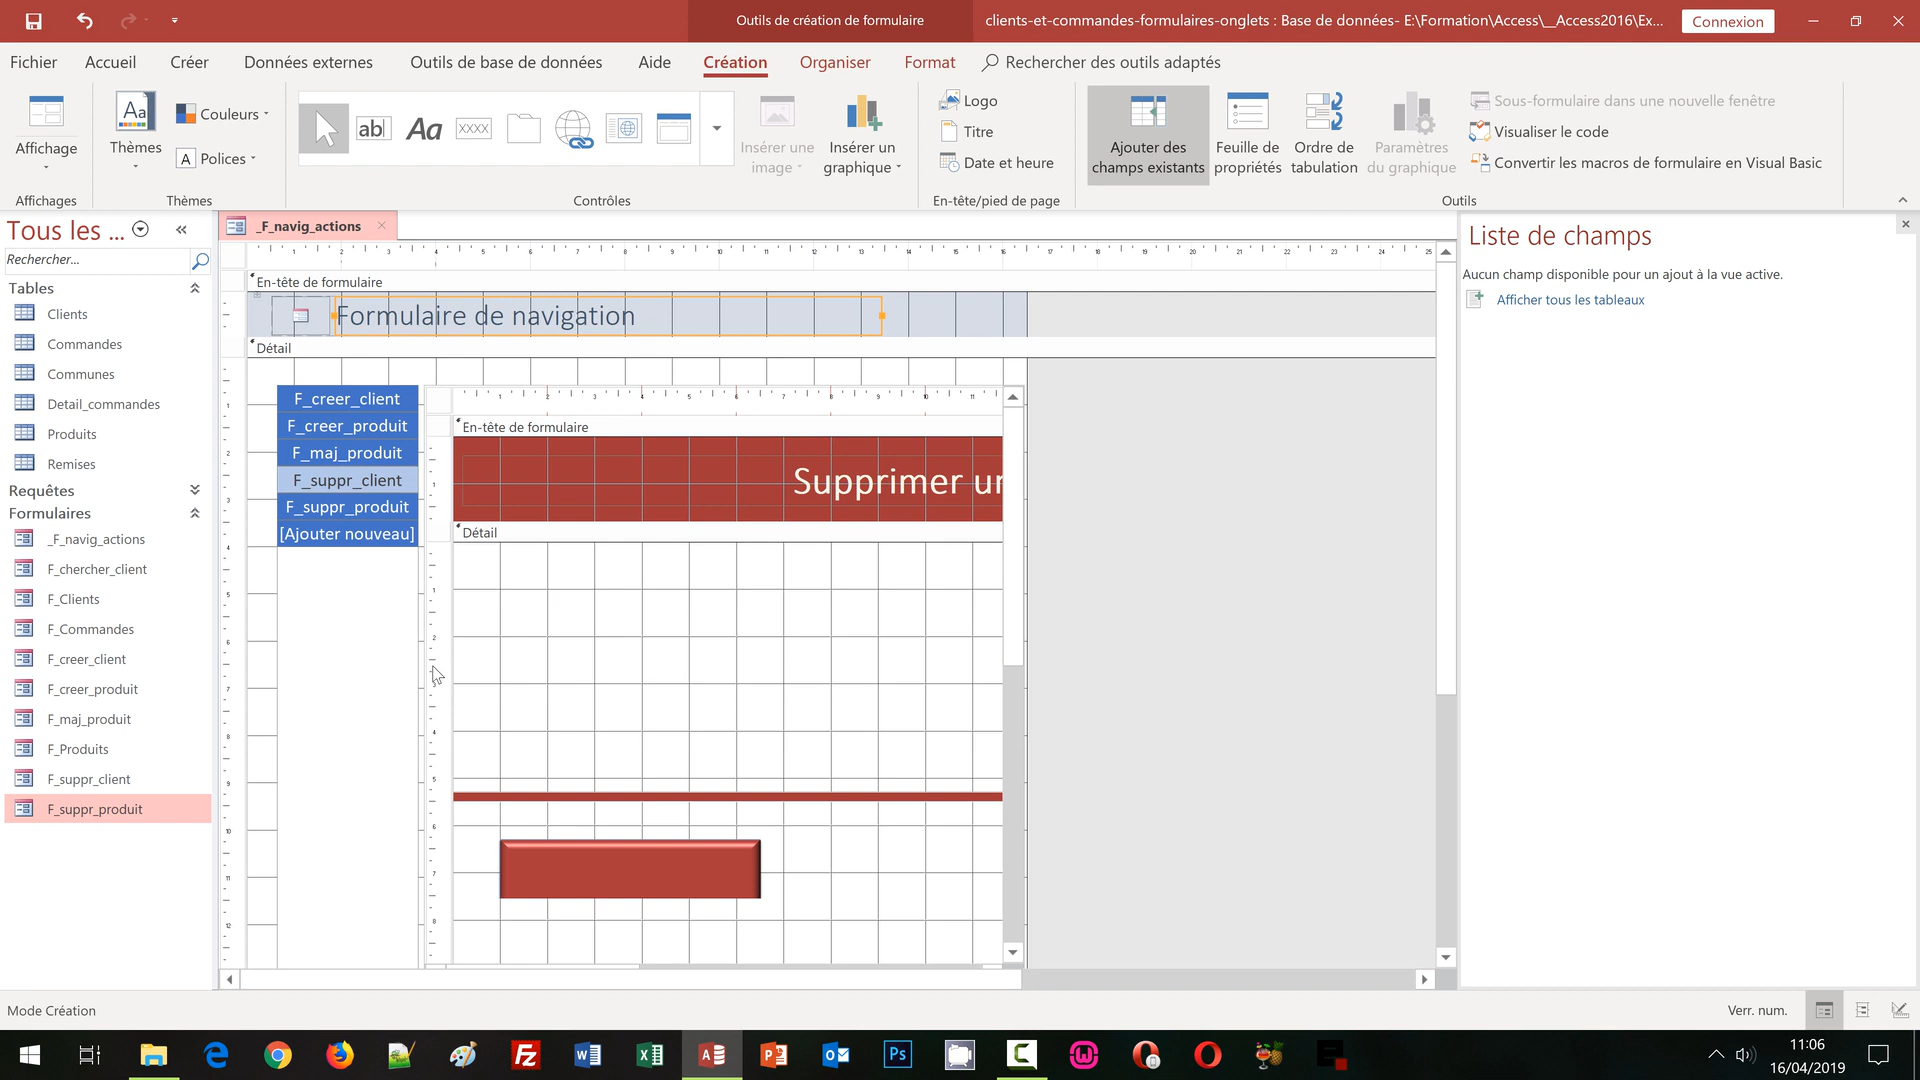 Outils de création de formulaire
clients-et-commandes-formulaires-onglets : Base de données- E:\Formation\Access\__Access2016\Ex...
Connexion
Fichier
Accueil
Créer
Données externes
Outils de base de données
Aide
Création
Organiser
Format
Rechercher des outils adaptés
Affichage
Aa
Thèmes
Couleurs
A Polices
ab|
Aa
XXXX
Insérer une image
Insérer un graphique
Logo
Titre
Date et heure
Ajouter des champs existants
Feuille de propriétés
Ordre de tabulation
Paramètres du graphique
Sous-formulaire dans une nouvelle fenêtre
Visualiser le code
Convertir les macros de formulaire en Visual Basic
Affichages
Thèmes
Contrôles
En-tête/pied de page
Outils
Tous les ...
Rechercher...
Tables
Clients
Commandes
Communes
Detail_commandes
Produits
Remises
Requêtes
Formulaires
_F_navig_actions
F_chercher_client
F_Clients
F_Commandes
F_creer_client
F_creer_produit
F_maj_produit
F_Produits
F_suppr_client
F_suppr_produit
_F_navig_actions
En-tête de formulaire
Formulaire de navigation
Détail
F_creer_client
F_creer_produit
F_maj_produit
F_suppr_client
F_suppr_produit
[Ajouter nouveau]
En-tête de formulaire
Supprimer un
Détail
Liste de champs
Aucun champ disponible pour un ajout à la vue active.
Afficher tous les tableaux
Mode Création
Verr. num.
11:06
16/04/2019